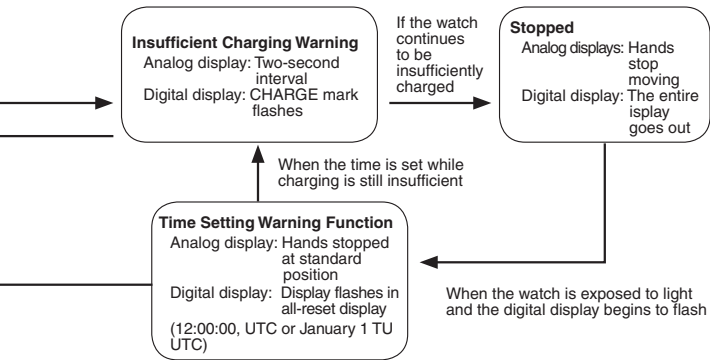 Insufficient Charging Warning
Analog display: Two-second
interval
Digital display: CHARGE mark
flashes
If the watch
continues
to be
insufficiently
charged
Stopped
Analog displays: Hands
stop
moving
Digital display: The entire
isplay
goes out
When the time is set while
charging is still insufficient
Time Setting Warning Function
Analog display: Hands stopped
at standard
position
Digital display: Display flashes in
all-reset display
(12:00:00, UTC or January 1 TU
UTC)
When the watch is exposed to light
and the digital display begins to flash